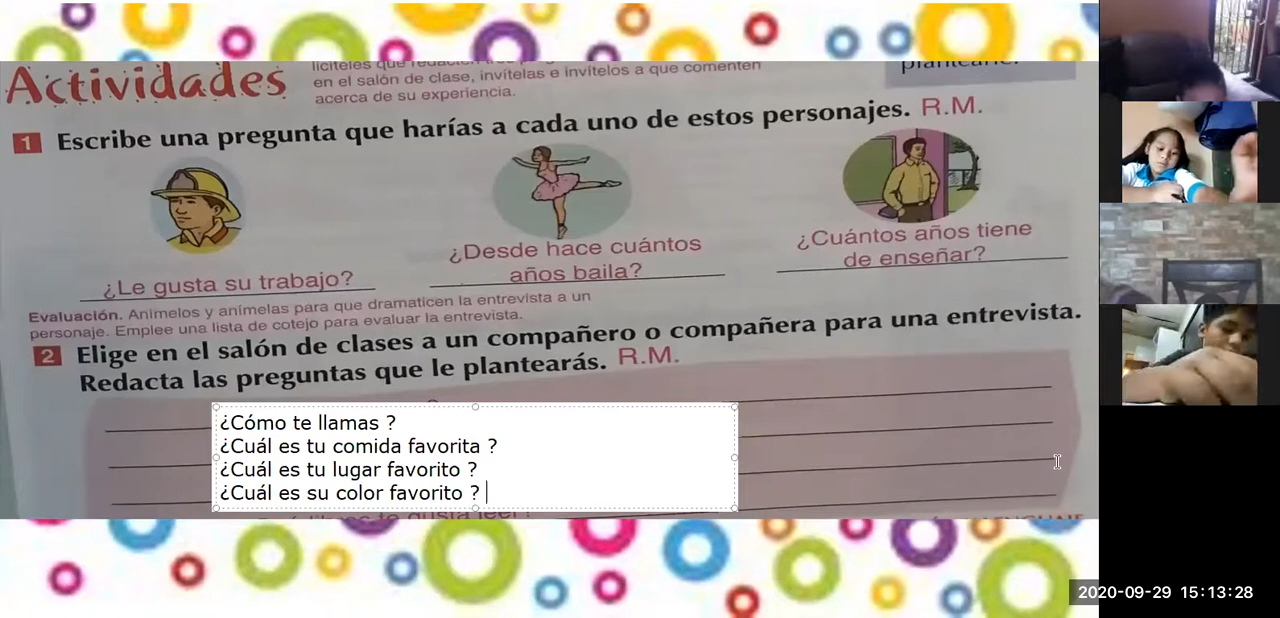 plantearle.
Actividades
en el salón de clase, invítelas e invítelos a que comenten
acerca de su experiencia.
1 Escribe una pregunta que harías a cada uno de estos personajes. R.M.
¿Le gusta su trabajo?
¿Desde hace cuántos
años baila?
¿Cuántos años tiene
de enseñar?
Evaluación. Anímelos y anímelas para que dramaticen la entrevista a un
personaje. Emplee una lista de cotejo para evaluar la entrevista.
2 Elige en el salón de clases a un compañero o compañera para una entrevista.
Redacta las preguntas que le plantearás. R.M.
¿Cómo te llamas ?
¿Cuál es tu comida favorita ?
¿Cuál es tu lugar favorito ?
¿Cuál es su color favorito ?
2020-09-29 15:13:28